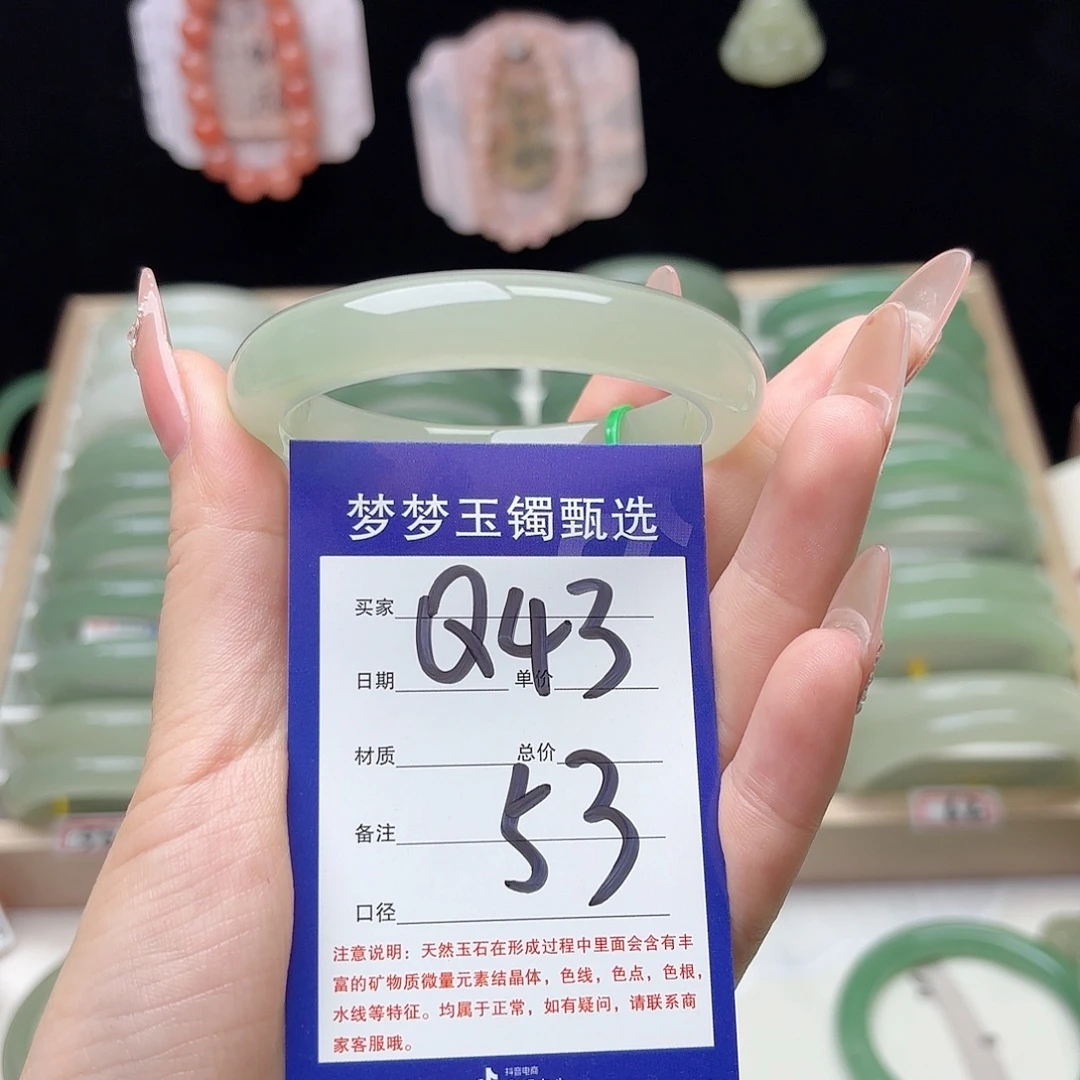 梦梦玉镯甄选
买家 Q43
日期 单价
材质 总价
备注 53
口径
注意说明：天然玉石在形成过程中里面会含有丰
富的矿物质微量元素结晶体，色线，色点，色根，
水线等特征。均属于正常，如有疑问，请联系商
家客服哦。
抖音电商